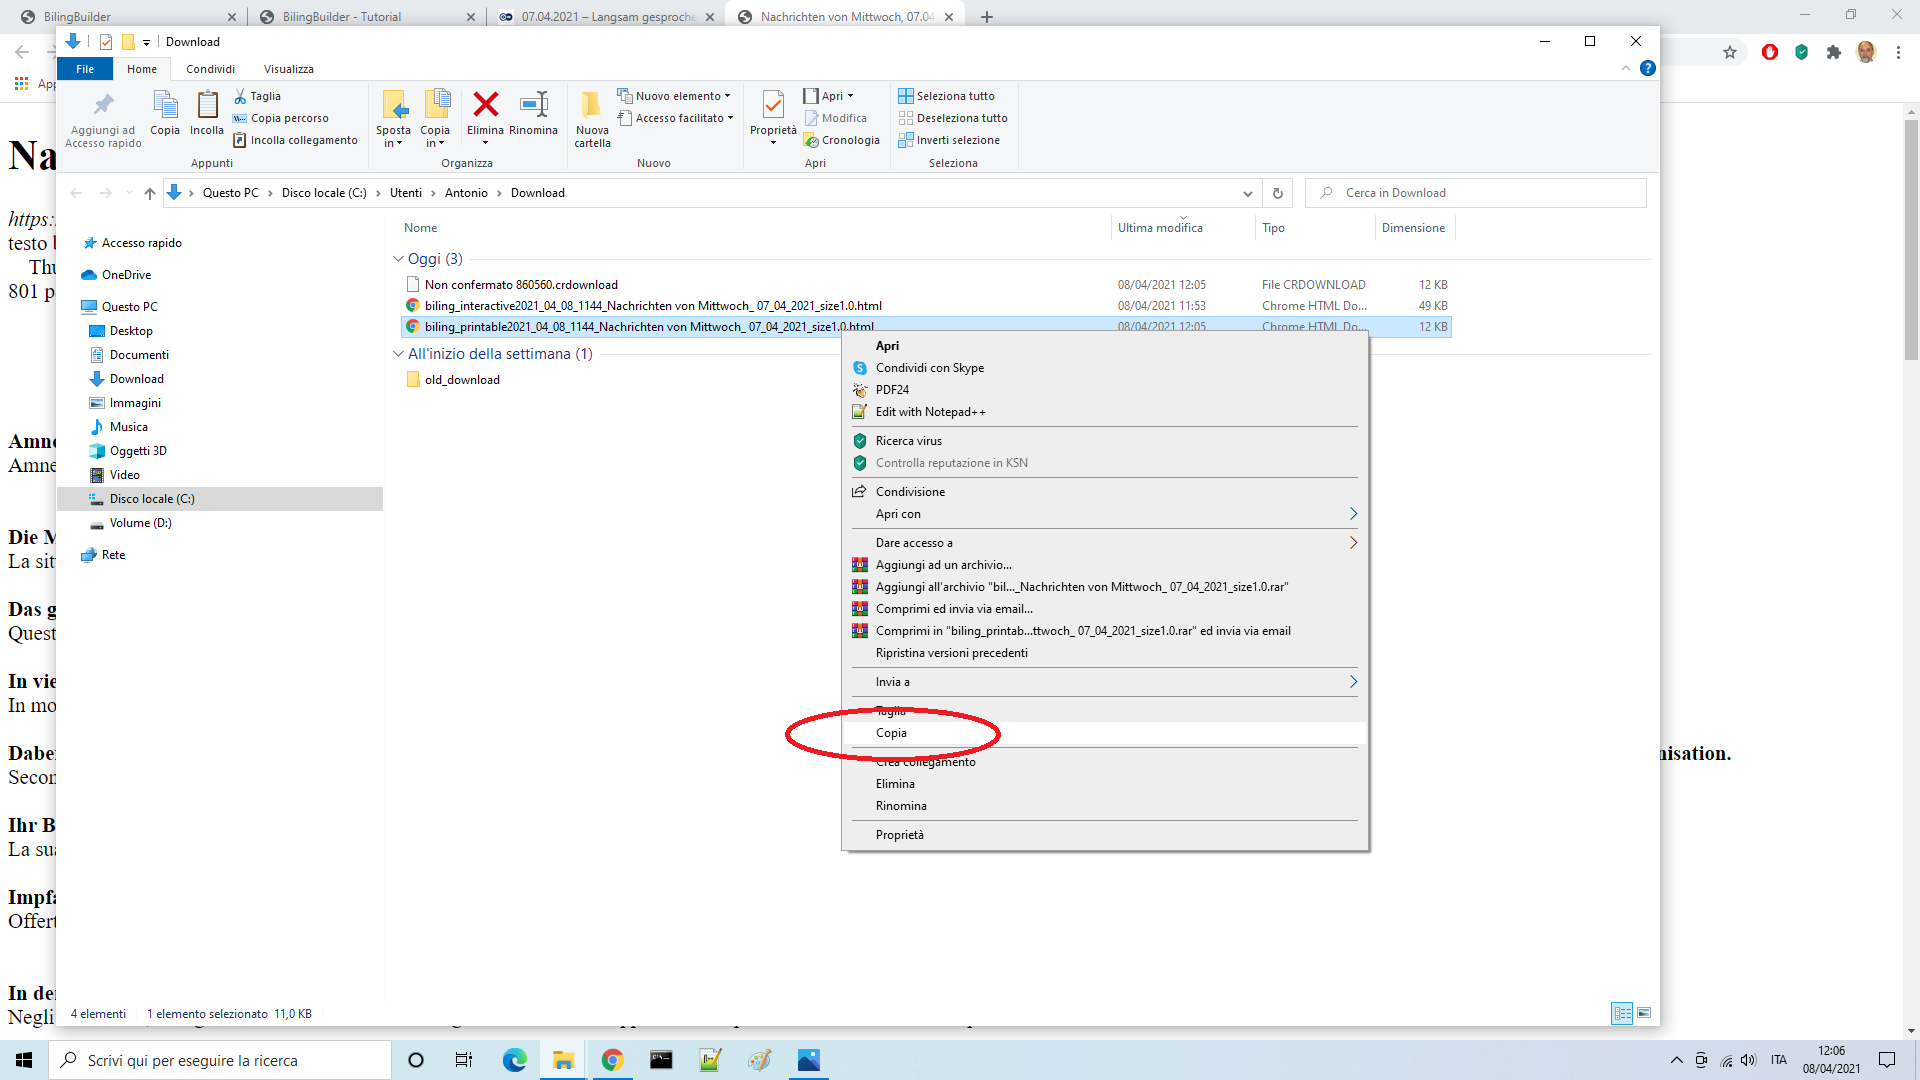 BilingBuilder
BilingBuilder - Tutorial
07.04.2021 – Langsam gesproche
Nachrichten von Mittwoch, 07.04
Download
File
Home
Condividi
Visualizza
App
Aggiungi ad
Accesso rapido
Copia
Incolla
Taglia
Copia percorso
Incolla collegamento
Appunti
Sposta
in
Copia
in
Elimina
Rinomina
Organizza
Nuova
cartella
Nuovo elemento
Accesso facilitato
Nuovo
Proprietà
Apri
Modifica
Cronologia
Apri
Seleziona tutto
Deseleziona tutto
Inverti selezione
Seleziona
Questo PC
Disco locale (C:)
Utenti
Antonio
Download
Cerca in Download
Na
https:
testo b
Thu
801 p
Amne
Amne
Die M
La sit
Das g
Quest
In vie
In mo
Dabei
Secon
Ihr B
La sua
Impfa
Offert
In der
Negli
nisation.
Accesso rapido
OneDrive
Questo PC
Desktop
Documenti
Download
Immagini
Musica
Oggetti 3D
Video
Disco locale (C:)
Volume (D:)
Rete
Nome
Ultima modifica
Tipo
Dimensione
Oggi (3)
Non confermato 860560.crdownload 08/04/2021 12:05 File CRDOWNLOAD 12 KB
biling_interactive2021_04_08_1144_Nachrichten von Mittwoch_ 07_04_2021_size1.0.html 08/04/2021 11:53 Chrome HTML Do... 49 KB
biling_printable2021_04_08_1144_Nachrichten von Mittwoch_ 07_04_2021_size1.0.html 08/04/2021 12:05 Chrome HTML Do... 12 KB
All'inizio della settimana (1)
old_download
Apri
Condividi con Skype
PDF24
Edit with Notepad++
Ricerca virus
Controlla reputazione in KSN
Condivisione
Apri con
Dare accesso a
Aggiungi ad un archivio...
Aggiungi all'archivio "bil..._Nachrichten von Mittwoch_ 07_04_2021_size1.0.rar"
Comprimi ed invia via email...
Comprimi in "biling_printab...ttwoch_ 07_04_2021_size1.0.rar" ed invia via email
Ripristina versioni precedenti
Invia a
Taglia
Copia
Crea collegamento
Elimina
Rinomina
Proprietà
4 elementi
1 elemento selezionato 11,0 KB
Scrivi qui per eseguire la ricerca
ITA
12:06
08/04/2021